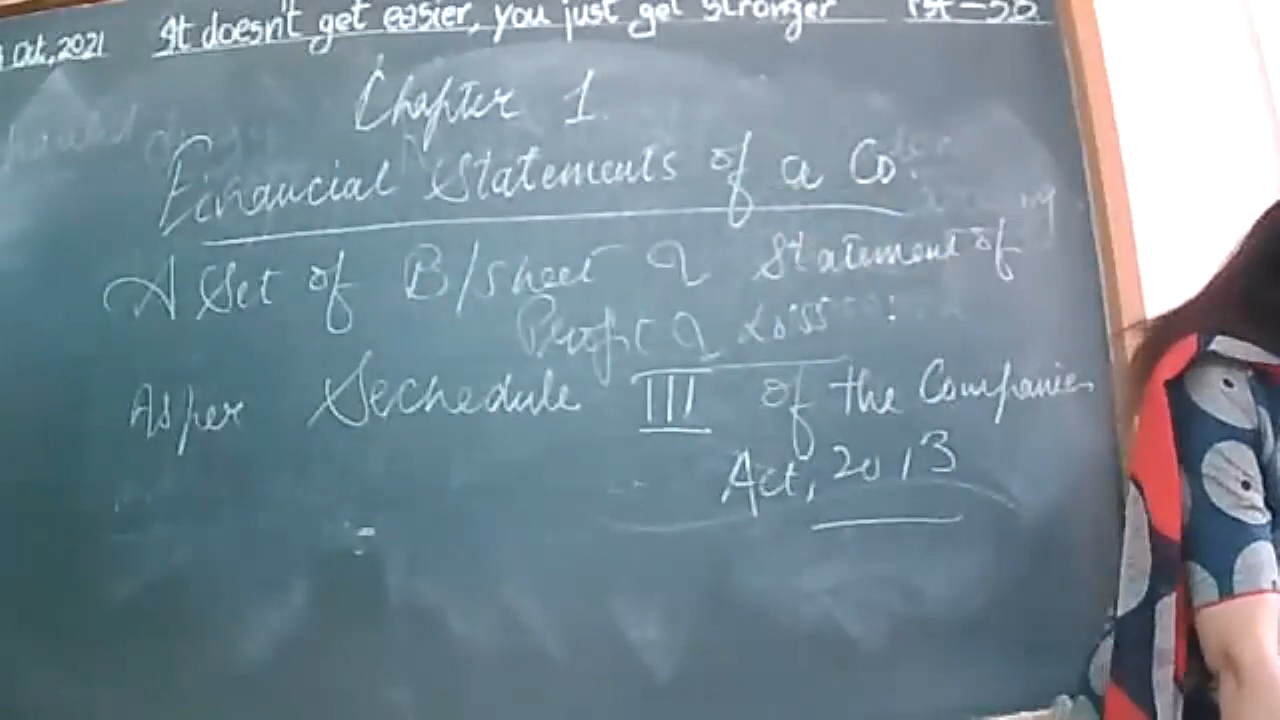 Oct, 2021 It doesn't get easier, you just get stronger
Chapter 1.
Financial Statements of a Co.
A Set of B/Sheet & Statement of
Profit & Loss :
As per Sechedule III of the Companies
Act, 2013